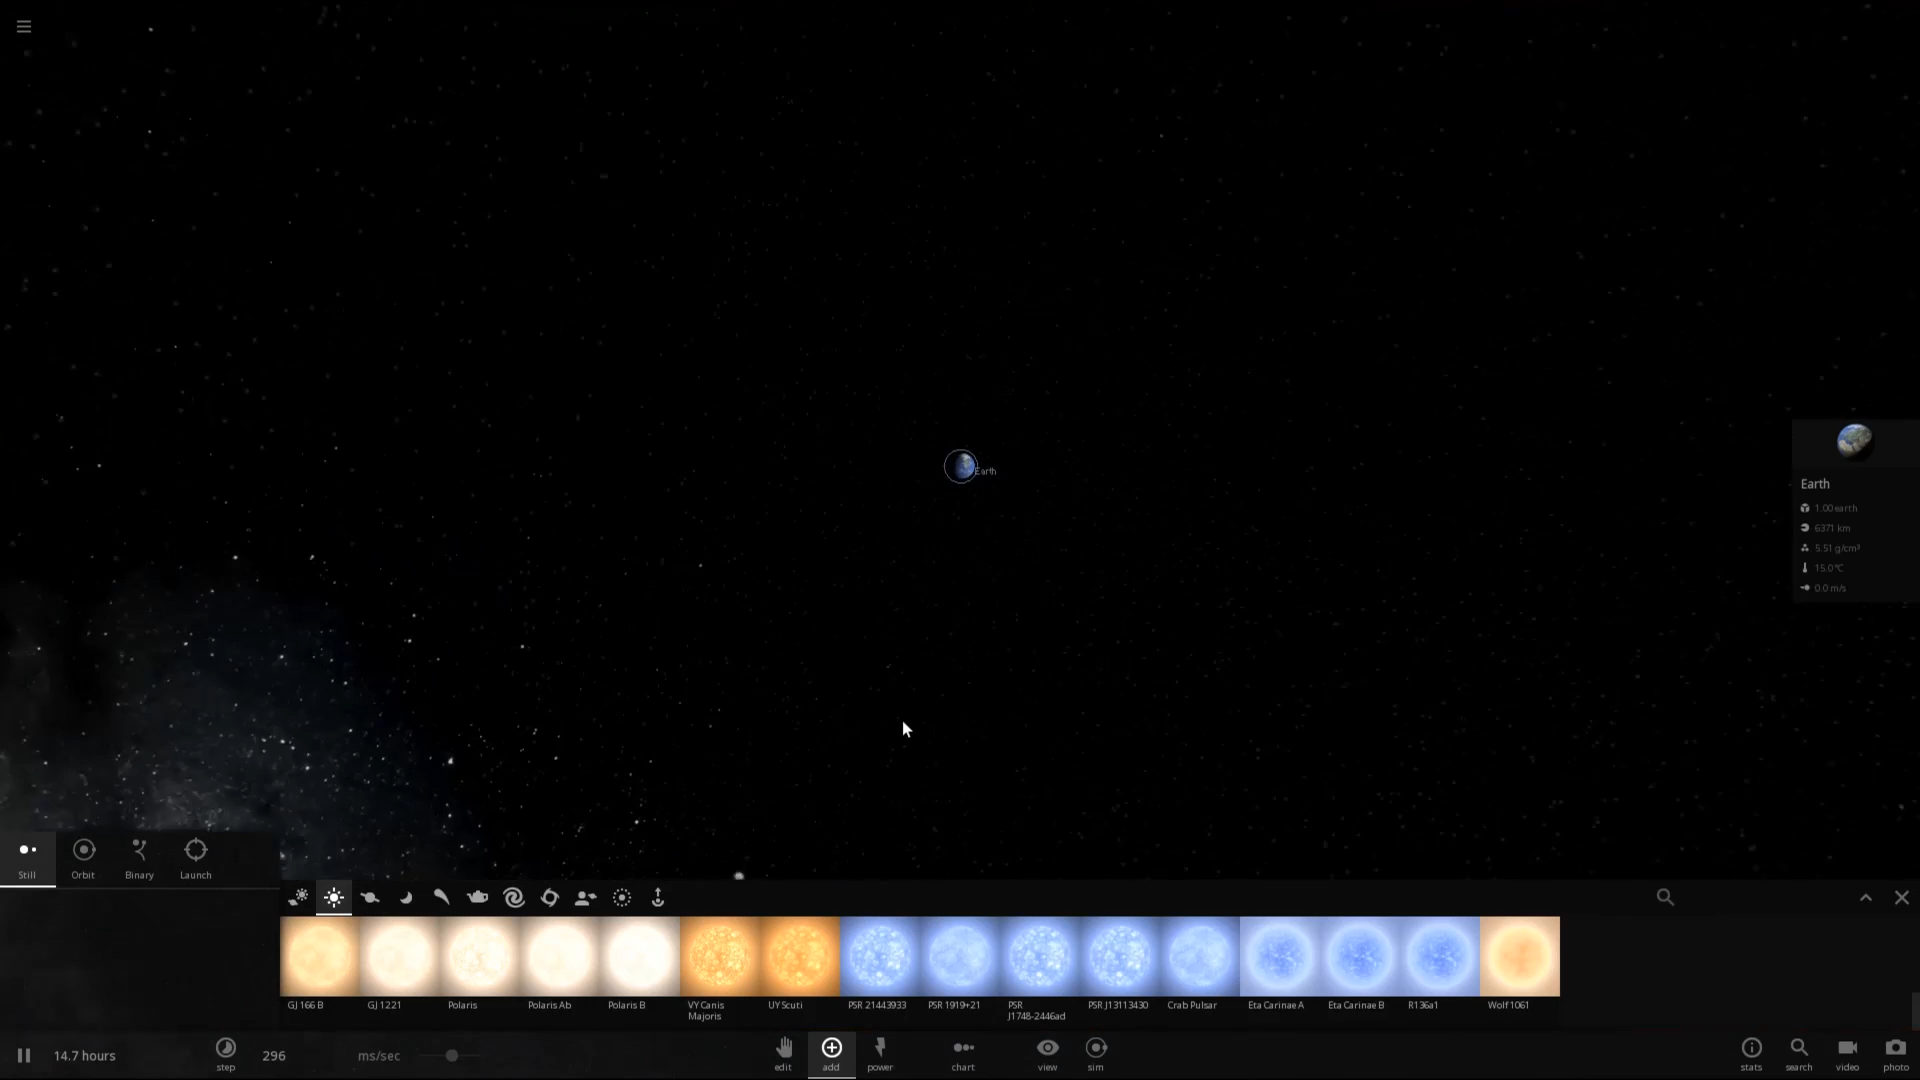 Earth
Earth
1.00 earth
6371 km
5.51 g/cm³
15.0 °C
0.0 m/s
Still
Orbit
Binary
Launch
GJ 166 B
GJ 1221
Polaris
Polaris Ab
Polaris B
VY Canis
Majoris
UY Scuti
PSR 21443933
PSR 1919+21
PSR
J1748-2446ad
PSR J13113430
Crab Pulsar
Eta Carinae A
Eta Carinae B
R136a1
Wolf 1061
14.7 hours
step
296
ms/sec
edit
add
power
chart
view
sim
stats
search
video
photo